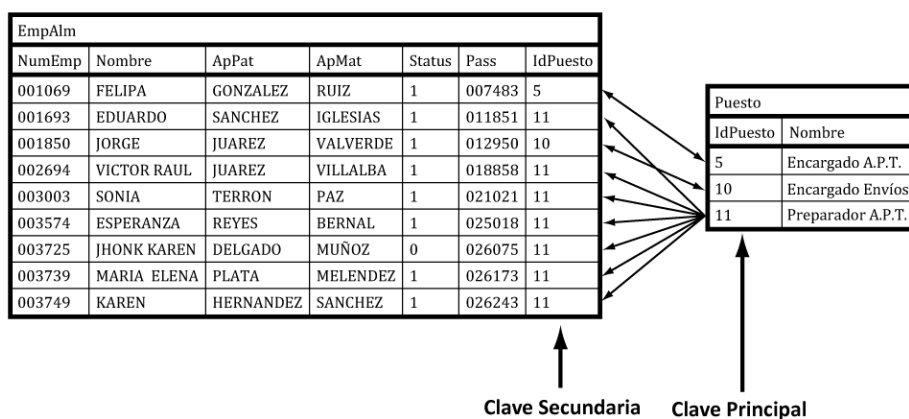 EmpAlm
NumEmp Nombre ApPat ApMat Status Pass IdPuesto
001069 FELIPA GONZALEZ RUIZ 1 007483 5
001693 EDUARDO SANCHEZ IGLESIAS 1 011851 11
001850 JORGE JUAREZ VALVERDE 1 012950 10
002694 VICTOR RAUL JUAREZ VILLALBA 1 018858 11
003003 SONIA TERRON PAZ 1 021021 11
003574 ESPERANZA REYES BERNAL 1 025018 11
003725 JHONK KAREN DELGADO MUÑOZ 0 026075 11
003739 MARIA ELENA PLATA MELENDEZ 1 026173 11
003749 KAREN HERNANDEZ SANCHEZ 1 026243 11
Puesto
IdPuesto Nombre
5 Encargado A.P.T.
10 Encargado Envíos
11 Preparador A.P.T.
Clave Secundaria
Clave Principal